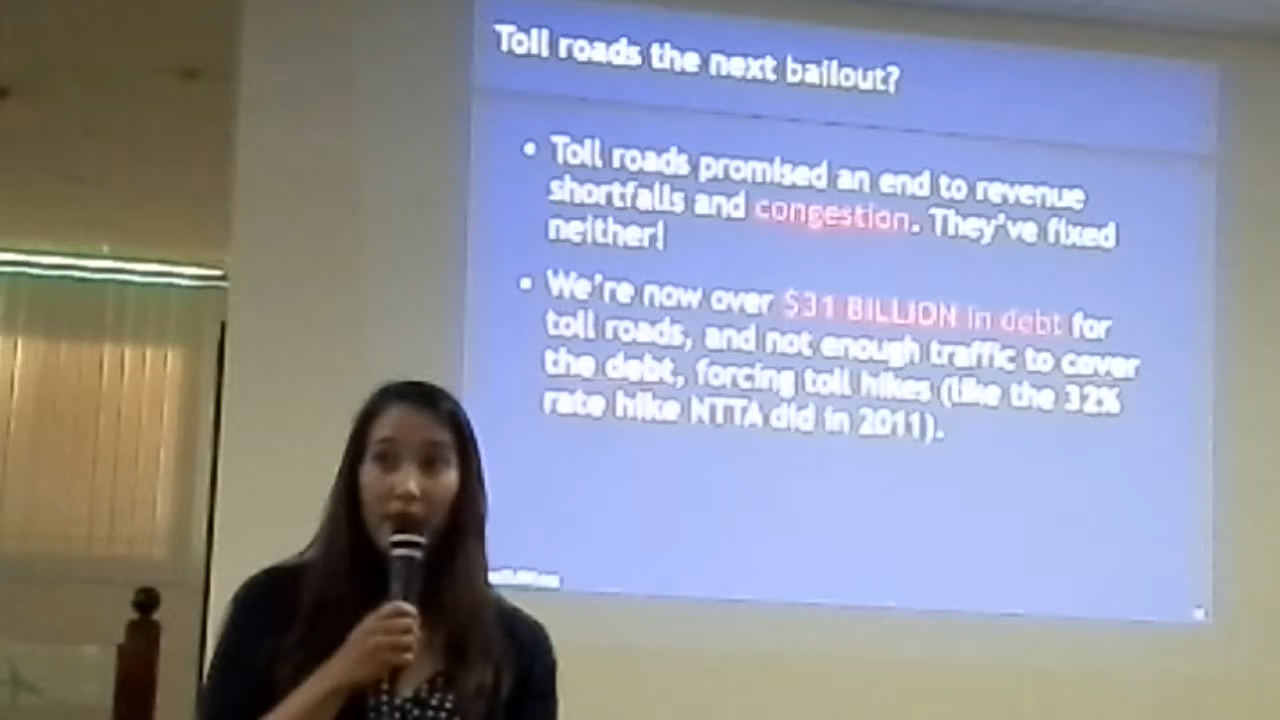 Toll roads the next bailout?
• Toll roads promised an end to revenue
shortfalls and congestion. They've fixed
neither!
• We're now over $31 BILLION in debt for
toll roads, and not enough traffic to cover
the debt, forcing toll hikes (like the 32%
rate hike NTTA did in 2011).